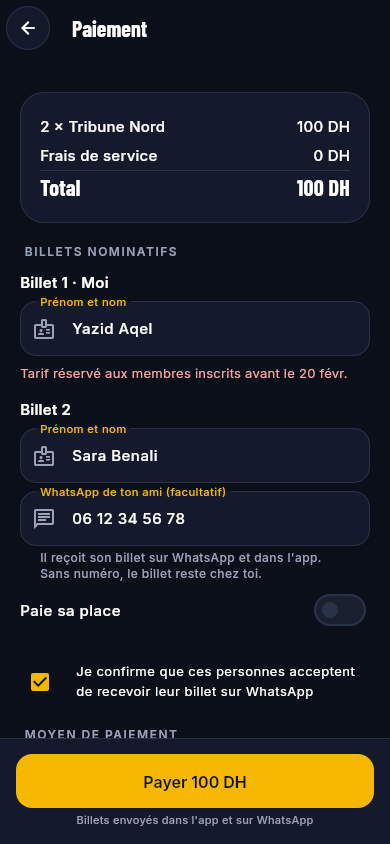 Paiement
2 × Tribune Nord 100 DH
Frais de service 0 DH
Total 100 DH
BILLETS NOMINATIFS
Billet 1 · Moi
Prénom et nom
Yazid Aqel
Tarif réservé aux membres inscrits avant le 20 févr.
Billet 2
Prénom et nom
Sara Benali
WhatsApp de ton ami (facultatif)
06 12 34 56 78
Il reçoit son billet sur WhatsApp et dans l'app.
Sans numéro, le billet reste chez toi.
Paie sa place
Je confirme que ces personnes acceptent
de recevoir leur billet sur WhatsApp
MOYEN DE PAIEMENT
Payer 100 DH
Billets envoyés dans l'app et sur WhatsApp